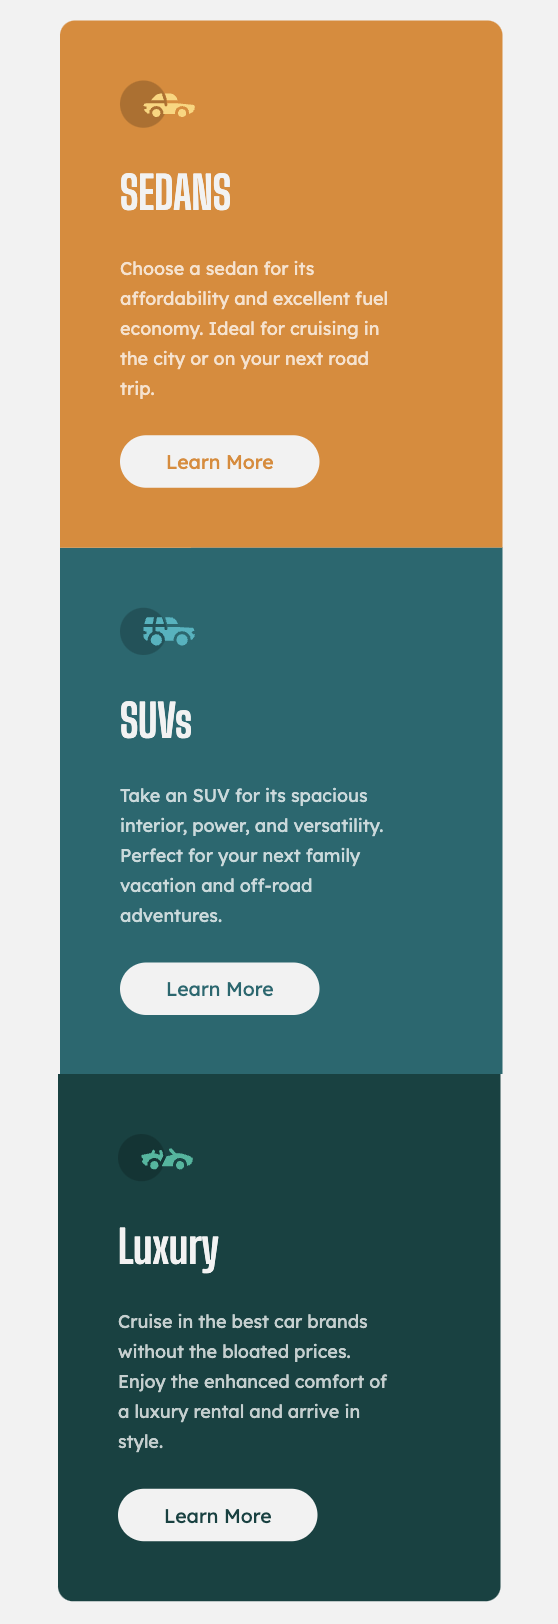 SEDANS
Choose a sedan for its
affordability and excellent fuel
economy. Ideal for cruising in
the city or on your next road
trip.
Learn More
SUVs
Take an SUV for its spacious
interior, power, and versatility.
Perfect for your next family
vacation and off-road
adventures.
Learn More
Luxury
Cruise in the best car brands
without the bloated prices.
Enjoy the enhanced comfort of
a luxury rental and arrive in
style.
Learn More